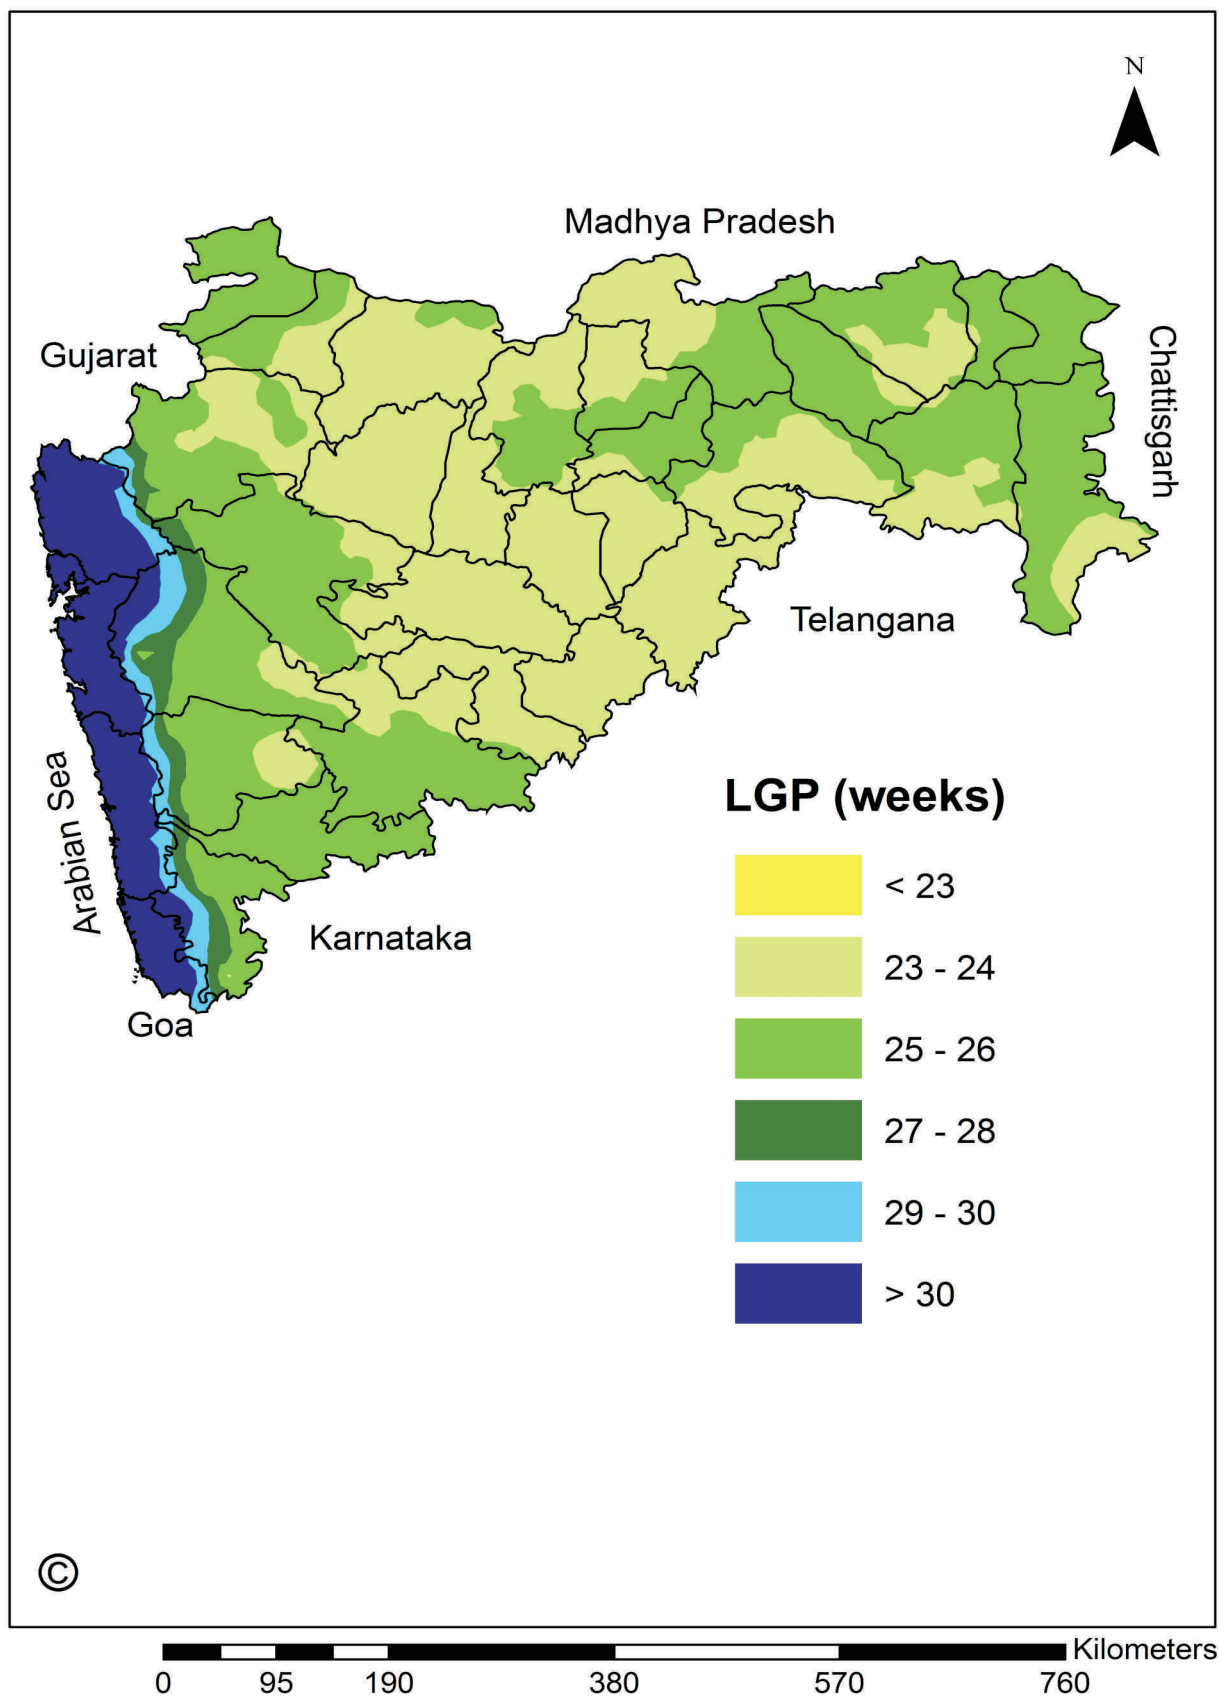 N
Madhya Pradesh
Gujarat
Chattisgarh
Telangana
Arabian Sea
Karnataka
Goa
LGP (weeks)
< 23
23 - 24
25 - 26
27 - 28
29 - 30
> 30
©
Kilometers
0 95 190 380 570 760